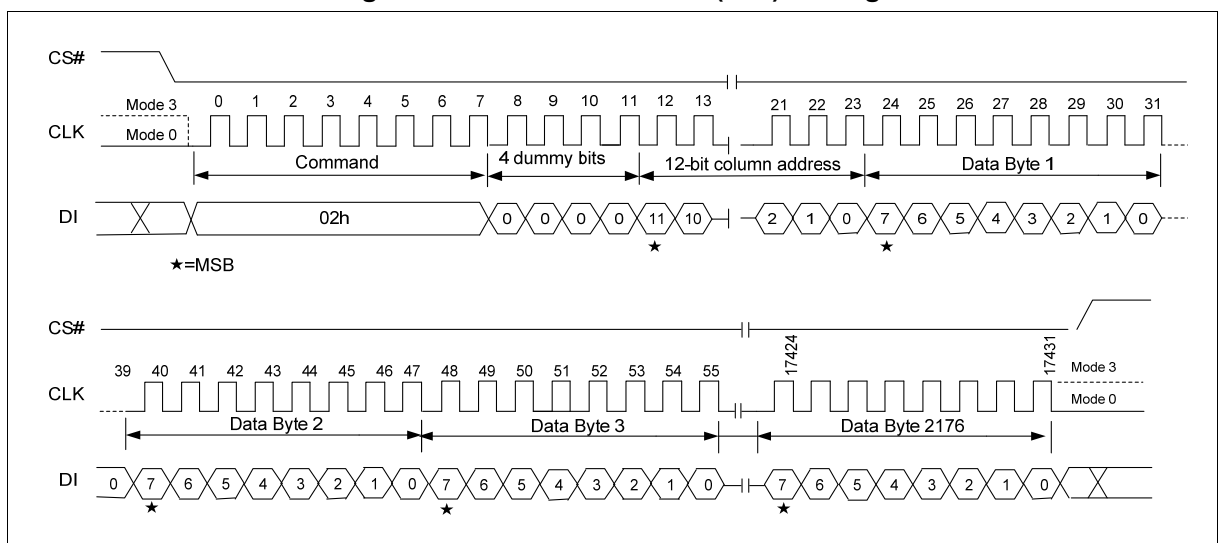 CS#
Mode 3
0 1 2 3 4 5 6 7 8 9 10 11 12 13 21 22 23 24 25 26 27 28 29 30 31
CLK
Mode 0
Command 4 dummy bits 12-bit column address Data Byte 1
DI 02h 0 0 0 0 11 10 2 1 0 7 6 5 4 3 2 1 0
★ ★
★=MSB
CS#
39 40 41 42 43 44 45 46 47 48 49 50 51 52 53 54 55 17424 17431
Mode 3
CLK
Mode 0
Data Byte 2 Data Byte 3 Data Byte 2176
DI 0 7 6 5 4 3 2 1 0 7 6 5 4 3 2 1 0 7 6 5 4 3 2 1 0
★ ★ ★